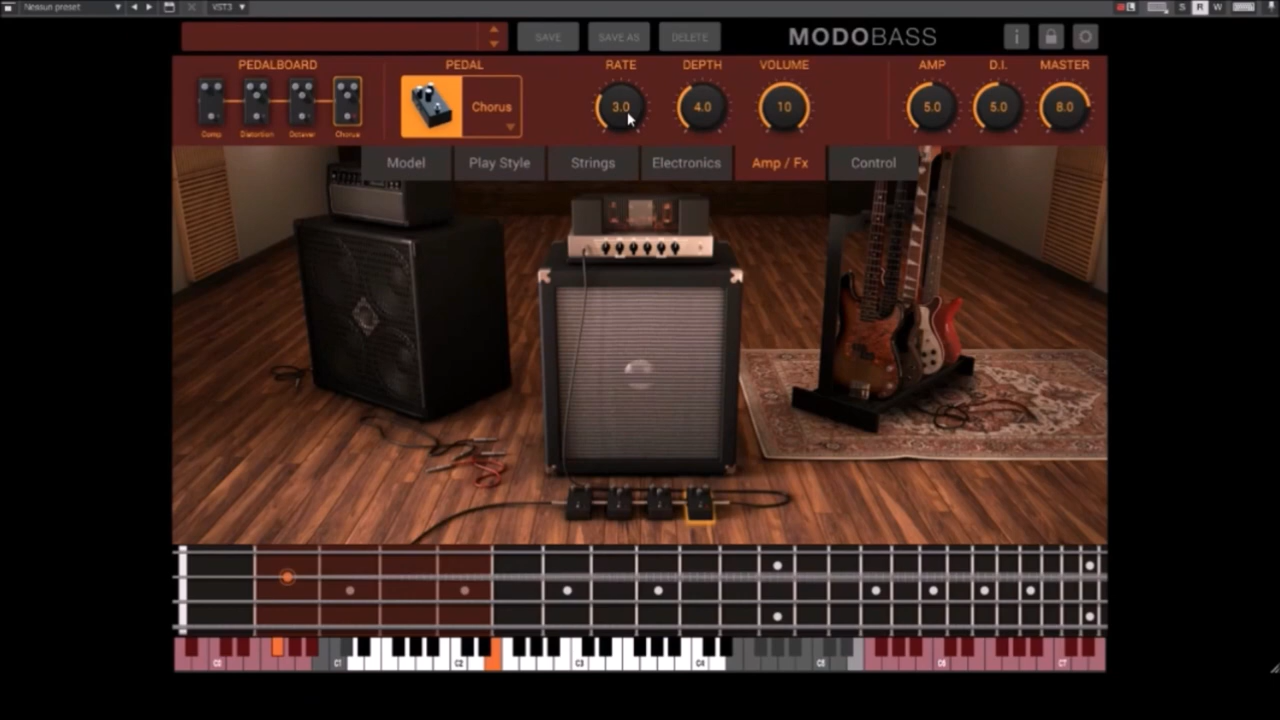 Nessun preset
VST3
L
S
R
W
SAVE
SAVE AS
DELETE
MODOBASS
i
PEDALBOARD
PEDAL
RATE
DEPTH
VOLUME
AMP
D.I.
MASTER
Comp
Distortion
Octaver
Chorus
Chorus
3.0
4.0
10
5.0
5.0
8.0
Model
Play Style
Strings
Electronics
Amp / Fx
Control
C0
C1
C2
C3
C4
C5
C6
C7